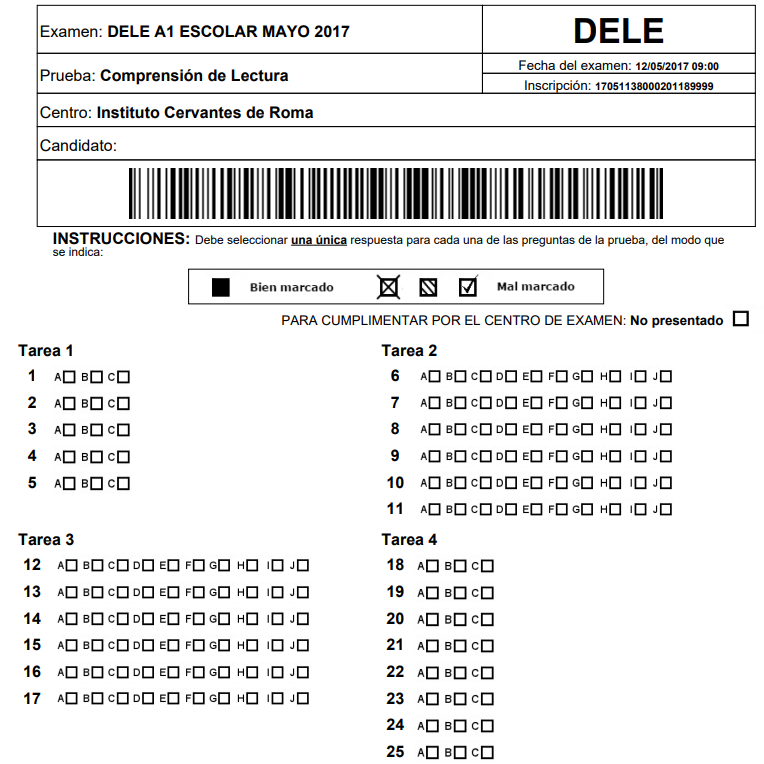 Examen: DELE A1 ESCOLAR MAYO 2017
DELE
Fecha del examen: 12/05/2017 09:00
Prueba: Comprensión de Lectura
Inscripción: 17051138000201189999
Centro: Instituto Cervantes de Roma
Candidato:
INSTRUCCIONES: Debe seleccionar una única respuesta para cada una de las preguntas de la prueba, del modo que
se indica:
Bien marcado Mal marcado
PARA CUMPLIMENTAR POR EL CENTRO DE EXAMEN: No presentado
Tarea 1
1 A B C
2 A B C
3 A B C
4 A B C
5 A B C
Tarea 2
6 A B C D E F G H I J
7 A B C D E F G H I J
8 A B C D E F G H I J
9 A B C D E F G H I J
10 A B C D E F G H I J
11 A B C D E F G H I J
Tarea 3
12 A B C D E F G H I J
13 A B C D E F G H I J
14 A B C D E F G H I J
15 A B C D E F G H I J
16 A B C D E F G H I J
17 A B C D E F G H I J
Tarea 4
18 A B C
19 A B C
20 A B C
21 A B C
22 A B C
23 A B C
24 A B C
25 A B C